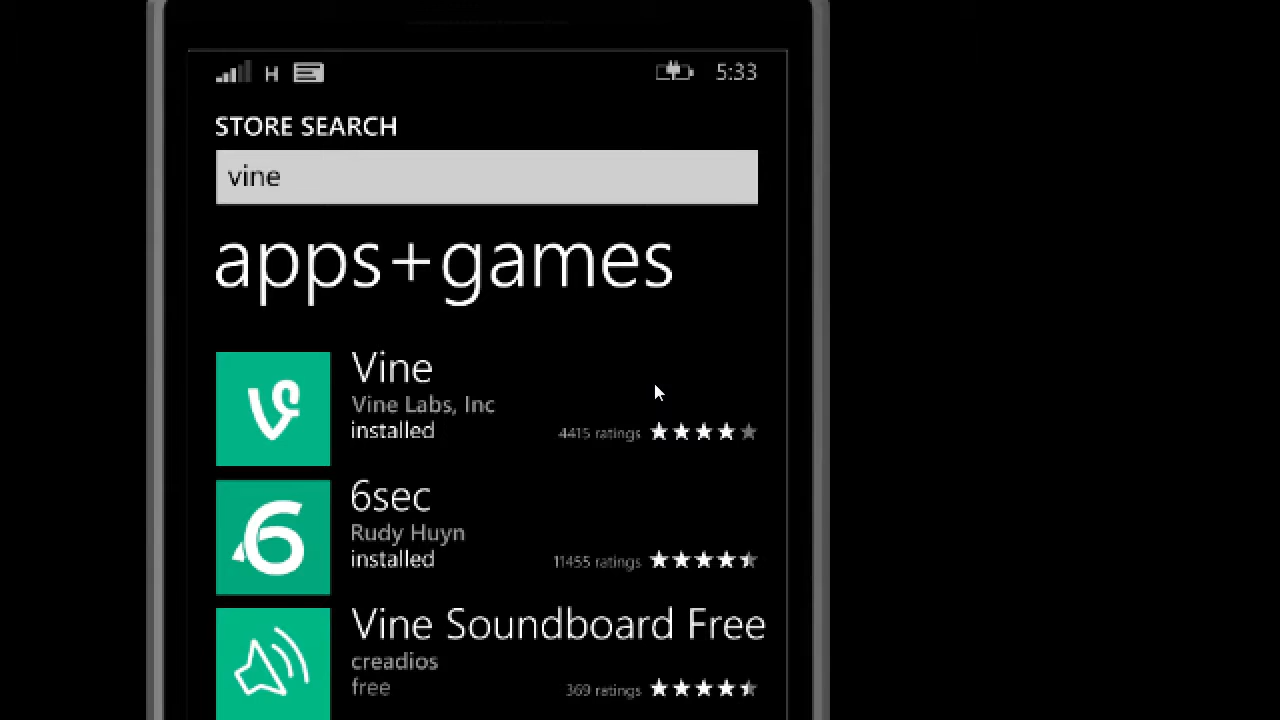 H 5:33
STORE SEARCH
vine
apps+games
Vine
Vine Labs, Inc
installed 4415 ratings
6
6sec
Rudy Huyn
installed 11455 ratings
Vine Soundboard Free
creadios
free 369 ratings